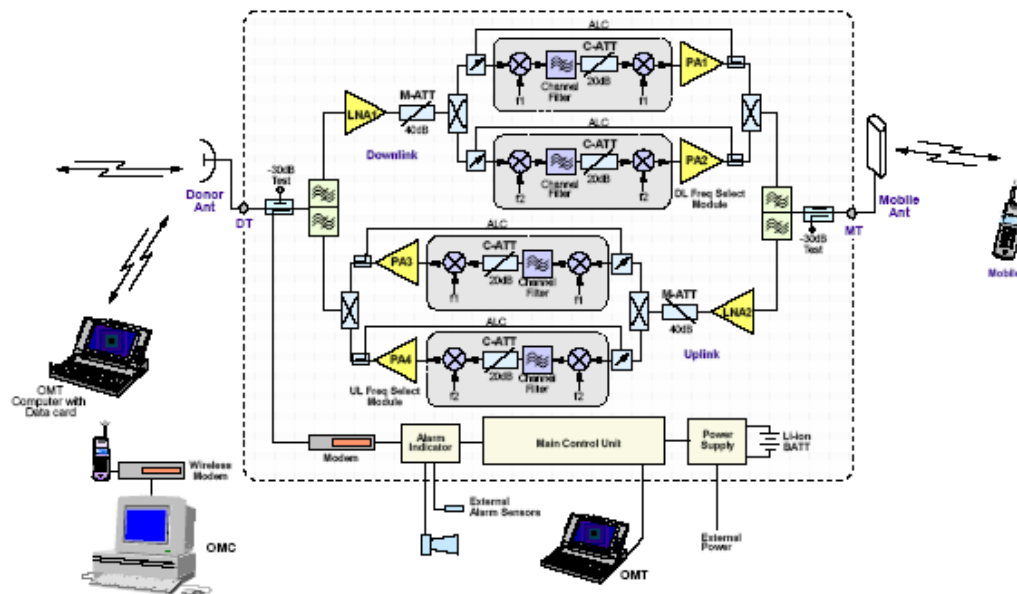 ALC
C-ATT
20dB
Channel
Filter
f1
f1
PA1
LNA1
M-ATT
40dB
Downlink
ALC
C-ATT
20dB
Channel
Filter
f2
f2
PA2
DL Freq Select
Module
-30dB
Test
Donor
Ant
DT
Mobile
Ant
MT
-30dB
Test
Mobile
ALC
PA3
C-ATT
20dB
Channel
Filter
f1
f1
M-ATT
40dB
LNA2
Uplink
ALC
PA4
C-ATT
20dB
Channel
Filter
f2
f2
UL Freq Select
Module
OMT
Computer with
Data card
Wireless
Modem
OMC
Modem
Alarm
Indicator
Main Control Unit
Power
Supply
Li-ion
BATT
External
Alarm Sensors
OMT
External
Power